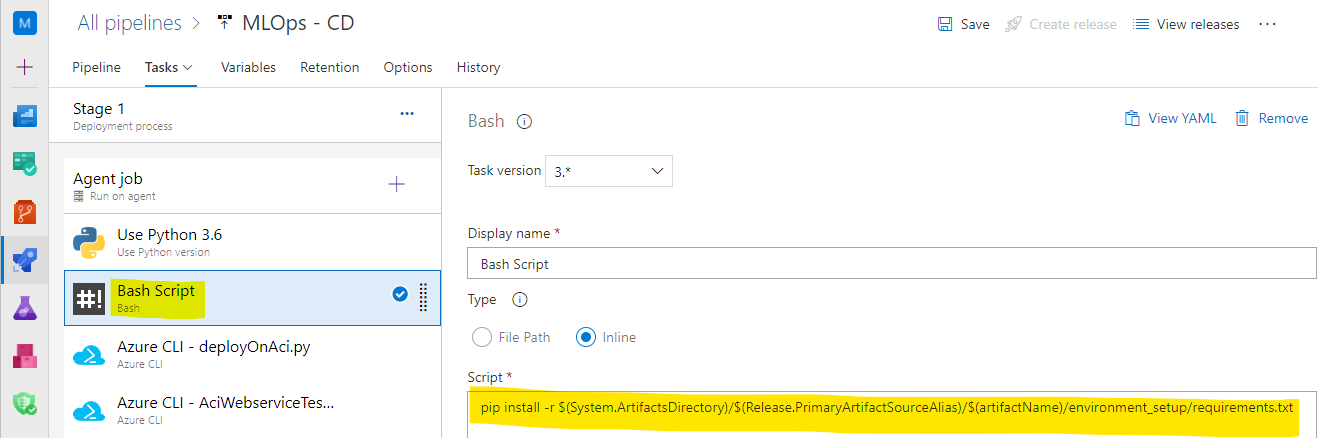 M
All pipelines > MLOps - CD
Save
Create release
View releases
...
Pipeline
Tasks
Variables
Retention
Options
History
Stage 1
Deployment process
...
Agent job
Run on agent
+
Use Python 3.6
Use Python version
#!
Bash Script
Bash
Azure CLI - deployOnAci.py
Azure CLI
Azure CLI - AciWebserviceTes...
Azure CLI
Bash
View YAML
Remove
Task version
3.*
Display name *
Bash Script
Type
File Path
Inline
Script *
pip install -r $(System.ArtifactsDirectory)/$(Release.PrimaryArtifactSourceAlias)/$(artifactName)/environment_setup/requirements.txt